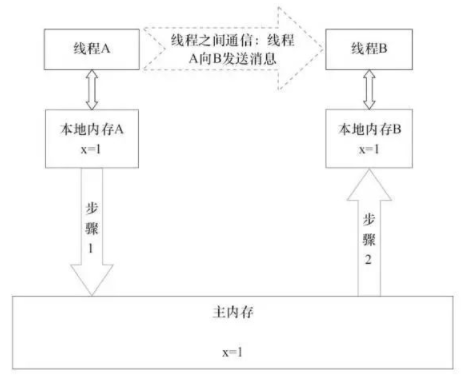 线程A
线程之间通信：线程
A向B发送消息
线程B
本地内存A
x=1
本地内存B
x=1
步
骤
1
步
骤
2
主内存
x=1